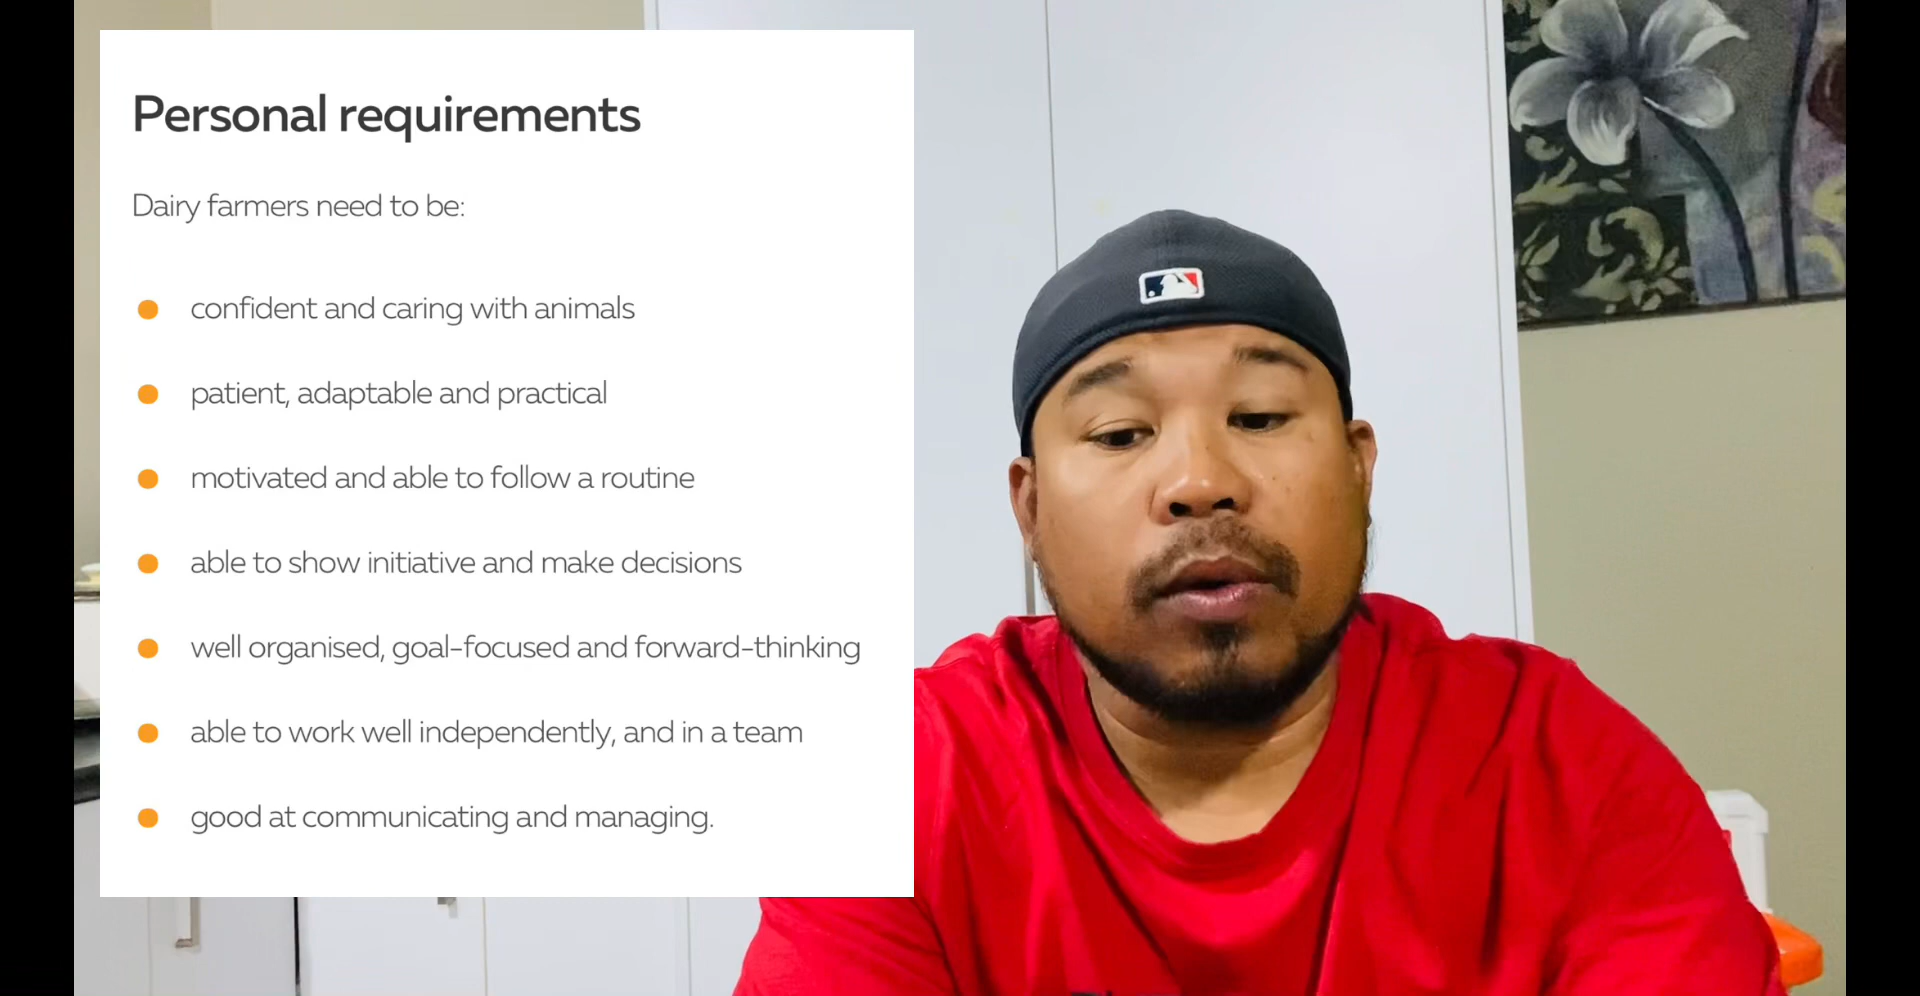 Personal requirements
Dairy farmers need to be:
confident and caring with animals
patient, adaptable and practical
motivated and able to follow a routine
able to show initiative and make decisions
well organised, goal-focused and forward-thinking
able to work well independently, and in a team
good at communicating and managing.